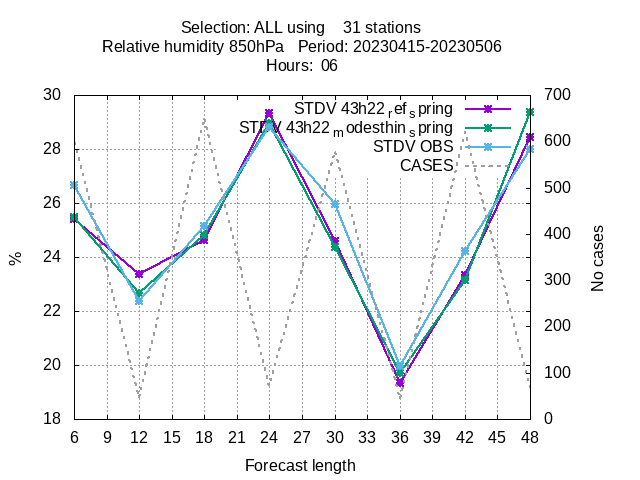 Selection: ALL using    31 stations
Relative humidity 850hPa   Period: 20230415-20230506
Hours:  06
STDV 43h22_ref_spring
STDV 43h22_modesthin_spring
STDV OBS
CASES
30
28
26
24
22
20
18
%
700
600
500
400
300
200
100
0
No cases
6 9 12 15 18 21 24 27 30 33 36 39 42 45 48
Forecast length